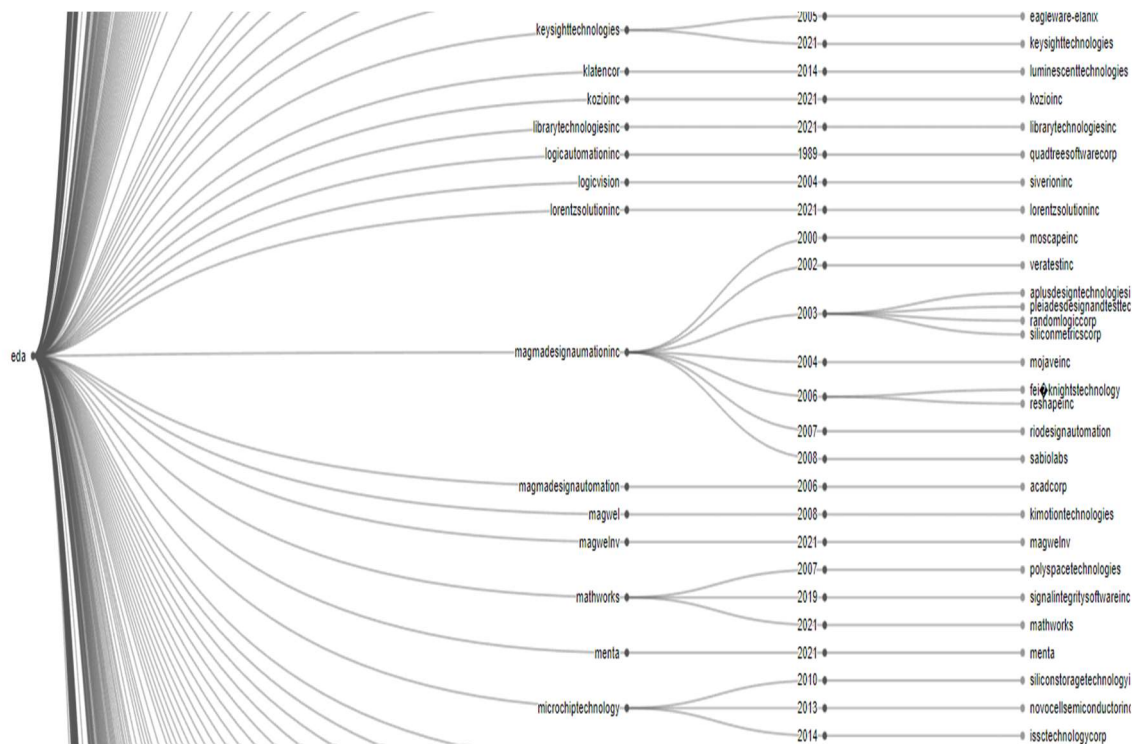 2005 eagleware-elanix
keysighttechnologies
2021 keysighttechnologies
klatencor 2014 luminescenttechnologies
kozioinc 2021 kozioinc
librarytechnologiesinc 2021 librarytechnologiesinc
logicautomationinc 1989 quadtreesoftwarecorp
logicvision 2004 siverioninc
lorentzsolutioninc 2021 lorentzsolutioninc
2000 moscapeinc
2002 veratestinc
aplusdesigntechnologiesi
pleiadesdesignandtesttec
2003
randomlogiccorp
siliconmetricscorp
eda magmadesignaumationinc
2004 mojaveinc
fei�knightstechnology
2006
reshapeinc
2007 riodesignautomation
2008 sabiolabs
magmadesignautomation 2006 acadcorp
magwel 2008 kimotiontechnologies
magwelnv 2021 magwelnv
2007 polyspacetechnologies
mathworks 2019 signalintegritysoftwareinc
2021 mathworks
menta 2021 menta
2010 siliconstoragetechnologyi
microchiptechnology 2013 novocellsemiconductorinc
2014 issctechnologycorp